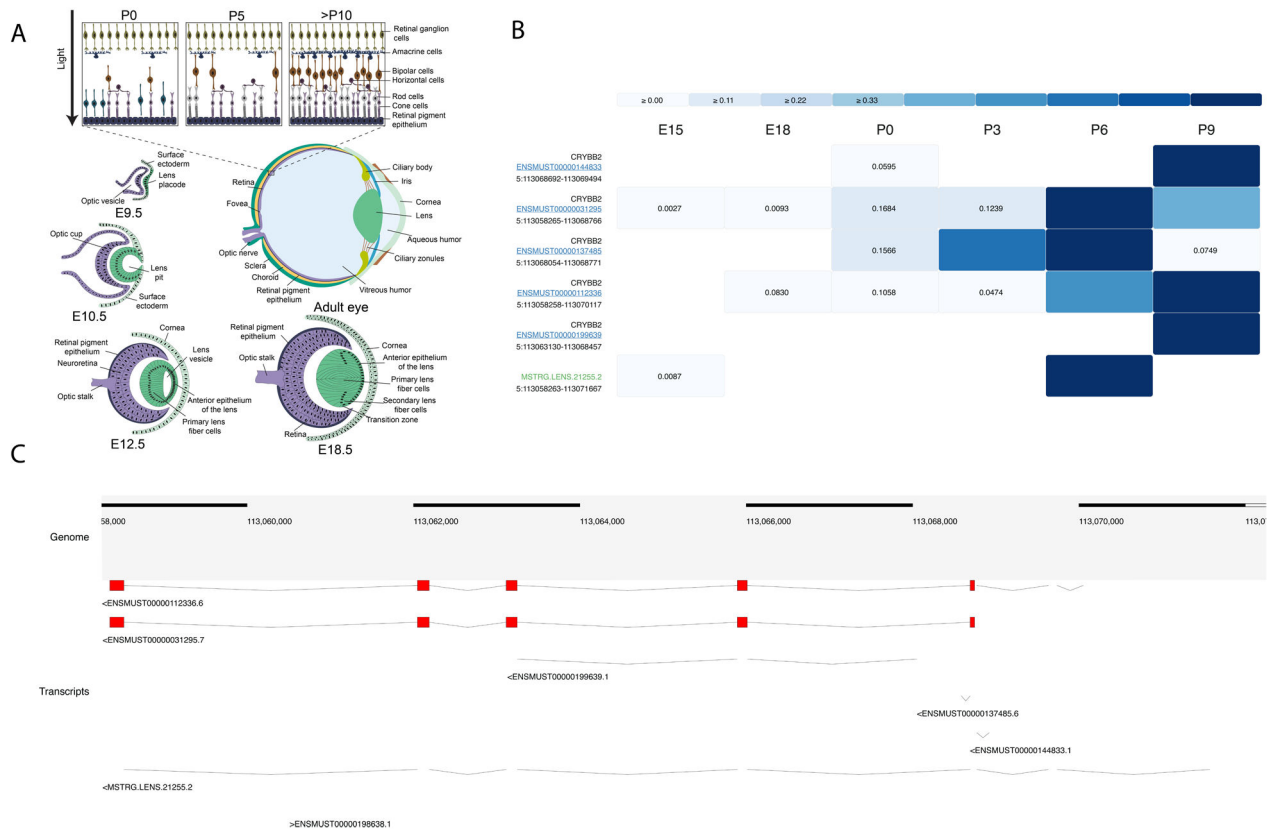 A
P0
P5
>P10
Light
Retinal ganglion
cells
Amacrine cells
Bipolar cells
Horizontal cells
Rod cells
Cone cells
Retinal pigment
epithelium
Surface
ectoderm
Lens
placode
Optic vesicle
E9.5
Optic cup
Lens
pit
Surface
ectoderm
E10.5
Retina
Fovea
Optic nerve
Sclera
Choroid
Retinal pigment
epithelium
Ciliary body
Iris
Cornea
Lens
Aqueous humor
Ciliary zonules
Vitreous humor
Adult eye
Cornea
Retinal pigment
epithelium
Neuroretina
Lens
vesicle
Optic stalk
Anterior epithelium
of the lens
Primary lens
fiber cells
E12.5
Retinal pigment
epithelium
Optic stalk
Cornea
Anterior epithelium
of the lens
Primary lens
fiber cells
Secondary lens
fiber cells
Transition zone
Retina
E18.5
B
≥ 0.00 ≥ 0.11 ≥ 0.22 ≥ 0.33
E15 E18 P0 P3 P6 P9
CRYBB2
ENSMUST00000144833
5:113068692-113069494
0.0595
CRYBB2
ENSMUST00000031295
5:113058265-113068766
0.0027 0.0093 0.1684 0.1239
CRYBB2
ENSMUST00000137485
5:113068054-113068771
0.1566 0.0749
CRYBB2
ENSMUST00000112336
5:113058258-113070117
0.0830 0.1058 0.0474
CRYBB2
ENSMUST00000199639
5:113063130-113068457
MSTRG.LENS.21255.2
5:113058263-113071667
0.0087
C
58,000 113,060,000 113,062,000 113,064,000 113,066,000 113,068,000 113,070,000 113,07
Genome
<ENSMUST00000112336.6
<ENSMUST00000031295.7
<ENSMUST00000199639.1
Transcripts
<ENSMUST00000137485.6
<ENSMUST00000144833.1
<MSTRG.LENS.21255.2
>ENSMUST00000198638.1